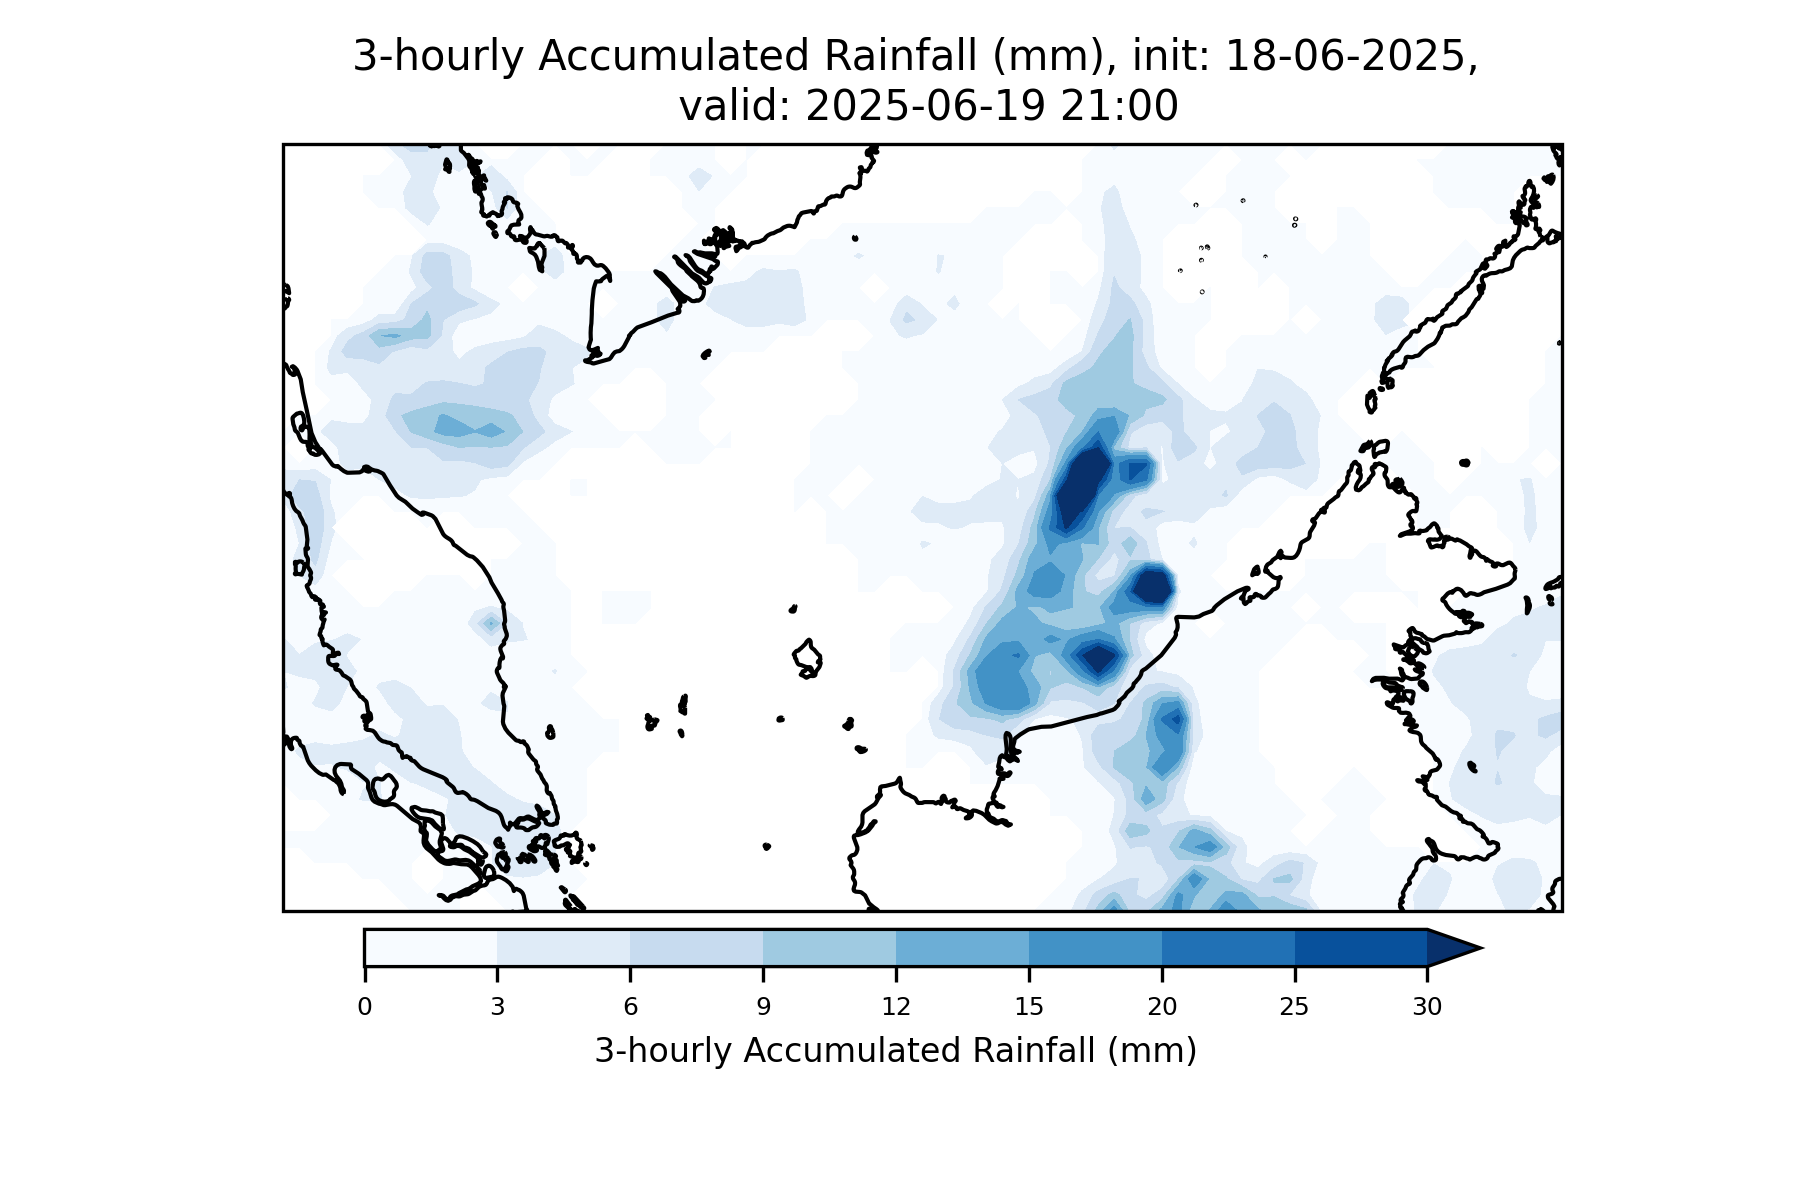 3-hourly Accumulated Rainfall (mm), init: 18-06-2025,
valid: 2025-06-19 21:00
0 3 6 9 12 15 20 25 30
3-hourly Accumulated Rainfall (mm)